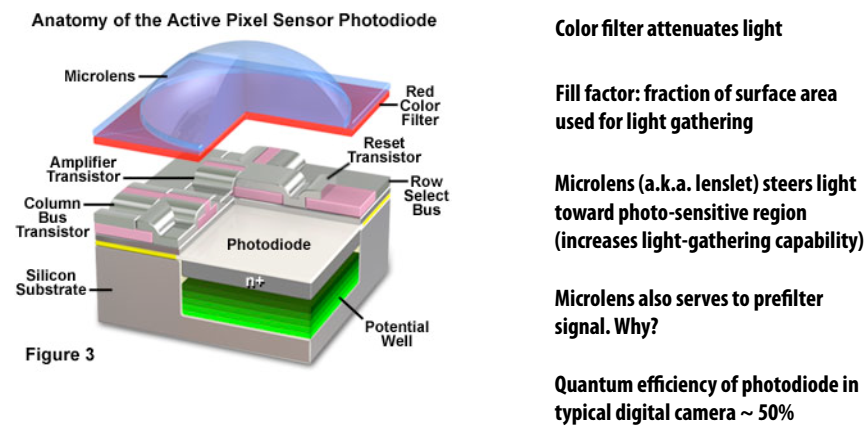 Anatomy of the Active Pixel Sensor Photodiode
Microlens
Red
Color
Filter
Amplifier
Transistor
Reset
Transistor
Column
Bus
Transistor
Row
Select
Bus
Photodiode
n+
Silicon
Substrate
Potential
Well
Figure 3
Color filter attenuates light
Fill factor: fraction of surface area
used for light gathering
Microlens (a.k.a. lenslet) steers light
toward photo-sensitive region
(increases light-gathering capability)
Microlens also serves to prefilter
signal. Why?
Quantum efficiency of photodiode in
typical digital camera ~ 50%